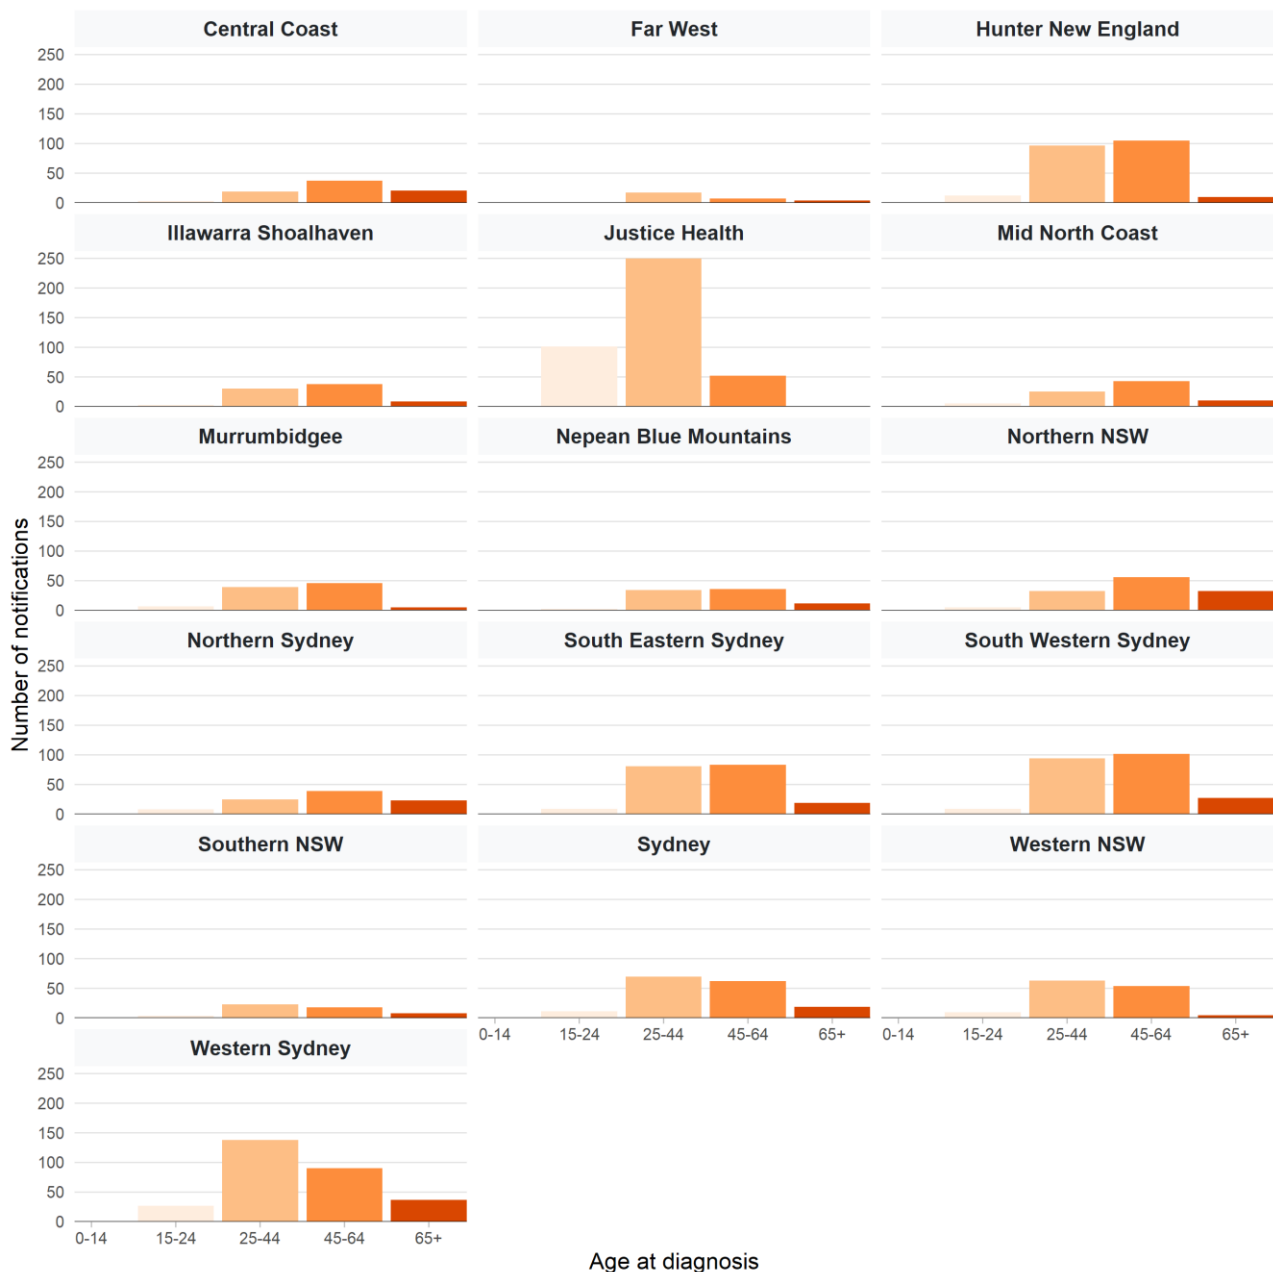 Central Coast
Far West
Hunter New England
250
200
150
100
50
0
Illawarra Shoalhaven
Justice Health
Mid North Coast
250
200
150
100
50
0
Murrumbidgee
Nepean Blue Mountains
Northern NSW
250
200
150
100
50
0
Northern Sydney
South Eastern Sydney
South Western Sydney
250
200
150
100
50
0
Southern NSW
Sydney
Western NSW
250
200
150
100
50
0
0-14 15-24 25-44 45-64 65+
0-14 15-24 25-44 45-64 65+
Western Sydney
250
200
150
100
50
0
0-14 15-24 25-44 45-64 65+
Number of notifications
Age at diagnosis